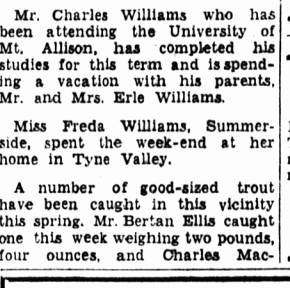 Mr. Charles Williams who has
been attending the University of
Mt. Allison, has completed his
studies for this term and is spend-
ing a vacation with his parents,
Mr. and Mrs. Erle Williams.
Miss Freda Williams, Summer-
side, spent the week-end at her
home in Tyne Valley.
A number of good-sized trout
have been caught in this vicinity
this spring. Mr. Bertan Ellis caught
one this week weighing two pounds,
four ounces, and Charles Mac-